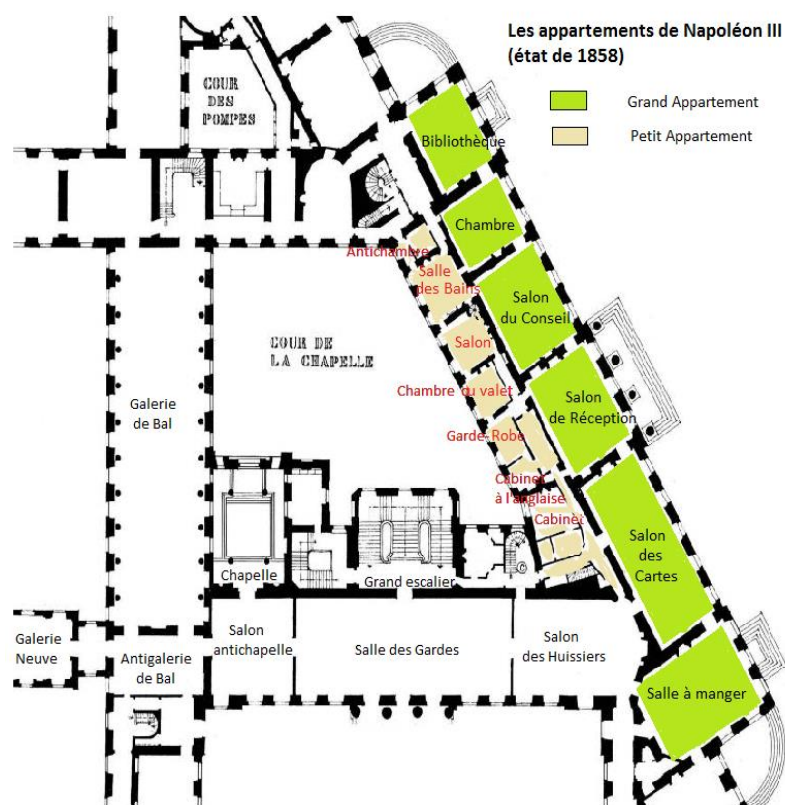 Les appartements de Napoléon III
(état de 1858)
Grand Appartement
Petit Appartement
COUR
DES
POMPES
Bibliothèque
Chambre
Antichambre
Salle
des Bains
Salon
du Conseil
COUR DE
LA CHAPELLE
Salon
Chambre du valet
Salon
de Réception
Galerie
de Bal
Garde-Robe
Cabinet
à l'anglaise
Cabinet
Salon
des
Cartes
Chapelle
Grand escalier
Galerie
Neuve
Antigalerie
de Bal
Salon
antichapelle
Salle des Gardes
Salon
des Huissiers
Salle à manger